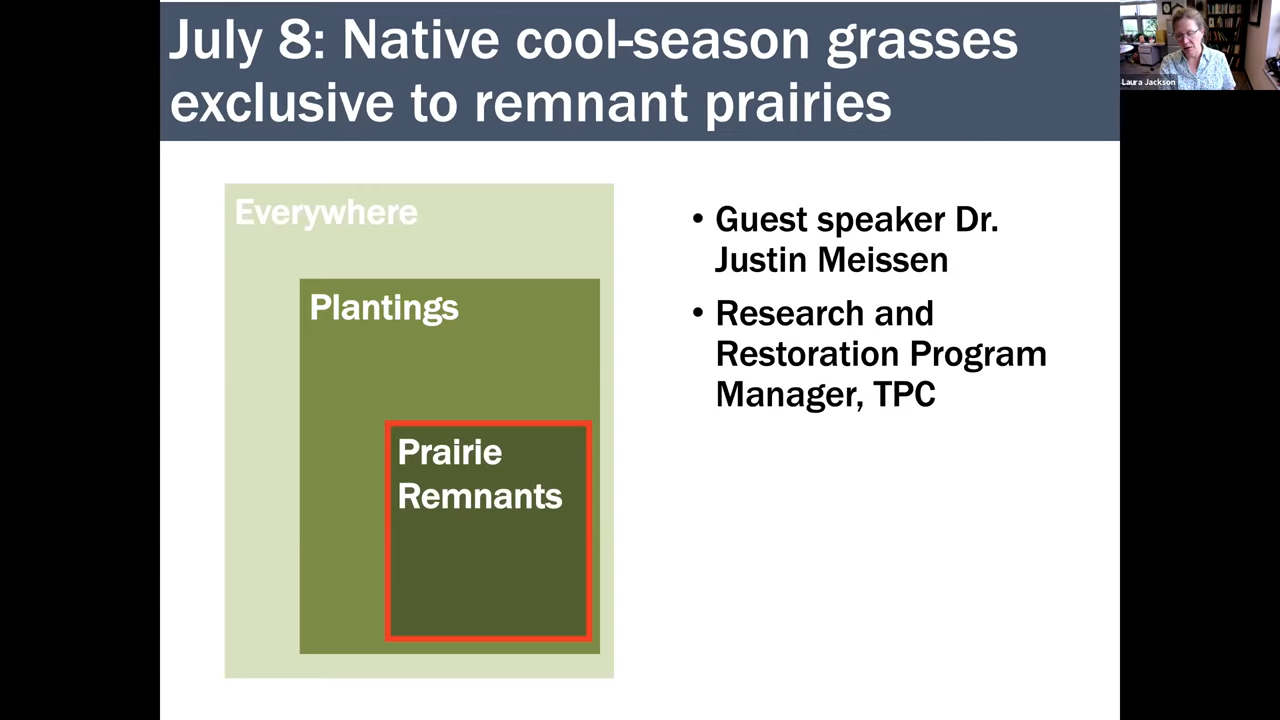 July 8: Native cool-season grasses
exclusive to remnant prairies
Laura Jackson
Everywhere
Plantings
Prairie
Remnants
• Guest speaker Dr.
Justin Meissen
• Research and
Restoration Program
Manager, TPC